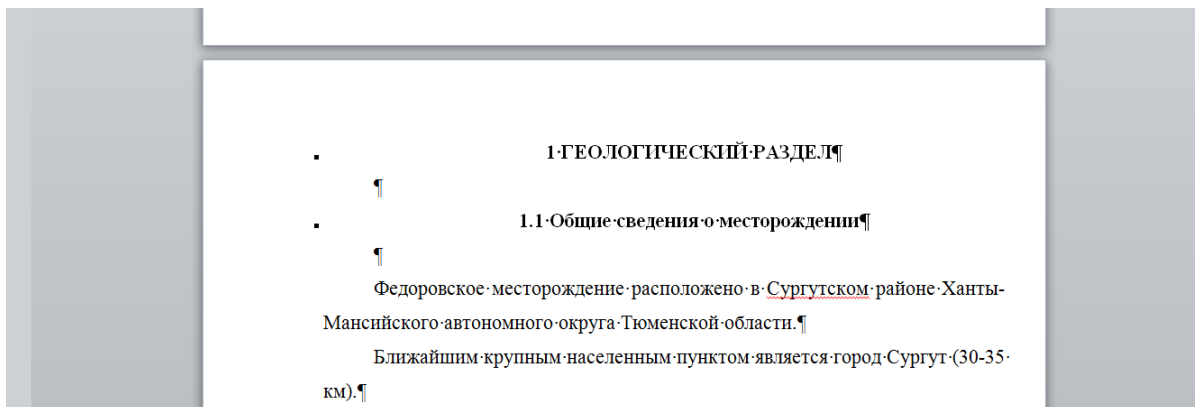 1 ГЕОЛОГИЧЕСКИЙ РАЗДЕЛ¶
¶
1.1 Общие сведения о месторождении¶
¶
Федоровское месторождение расположено в Сургутском районе Ханты-
Мансийского автономного округа Тюменской области.¶
Ближайшим крупным населенным пунктом является город Сургут (30-35
км).¶